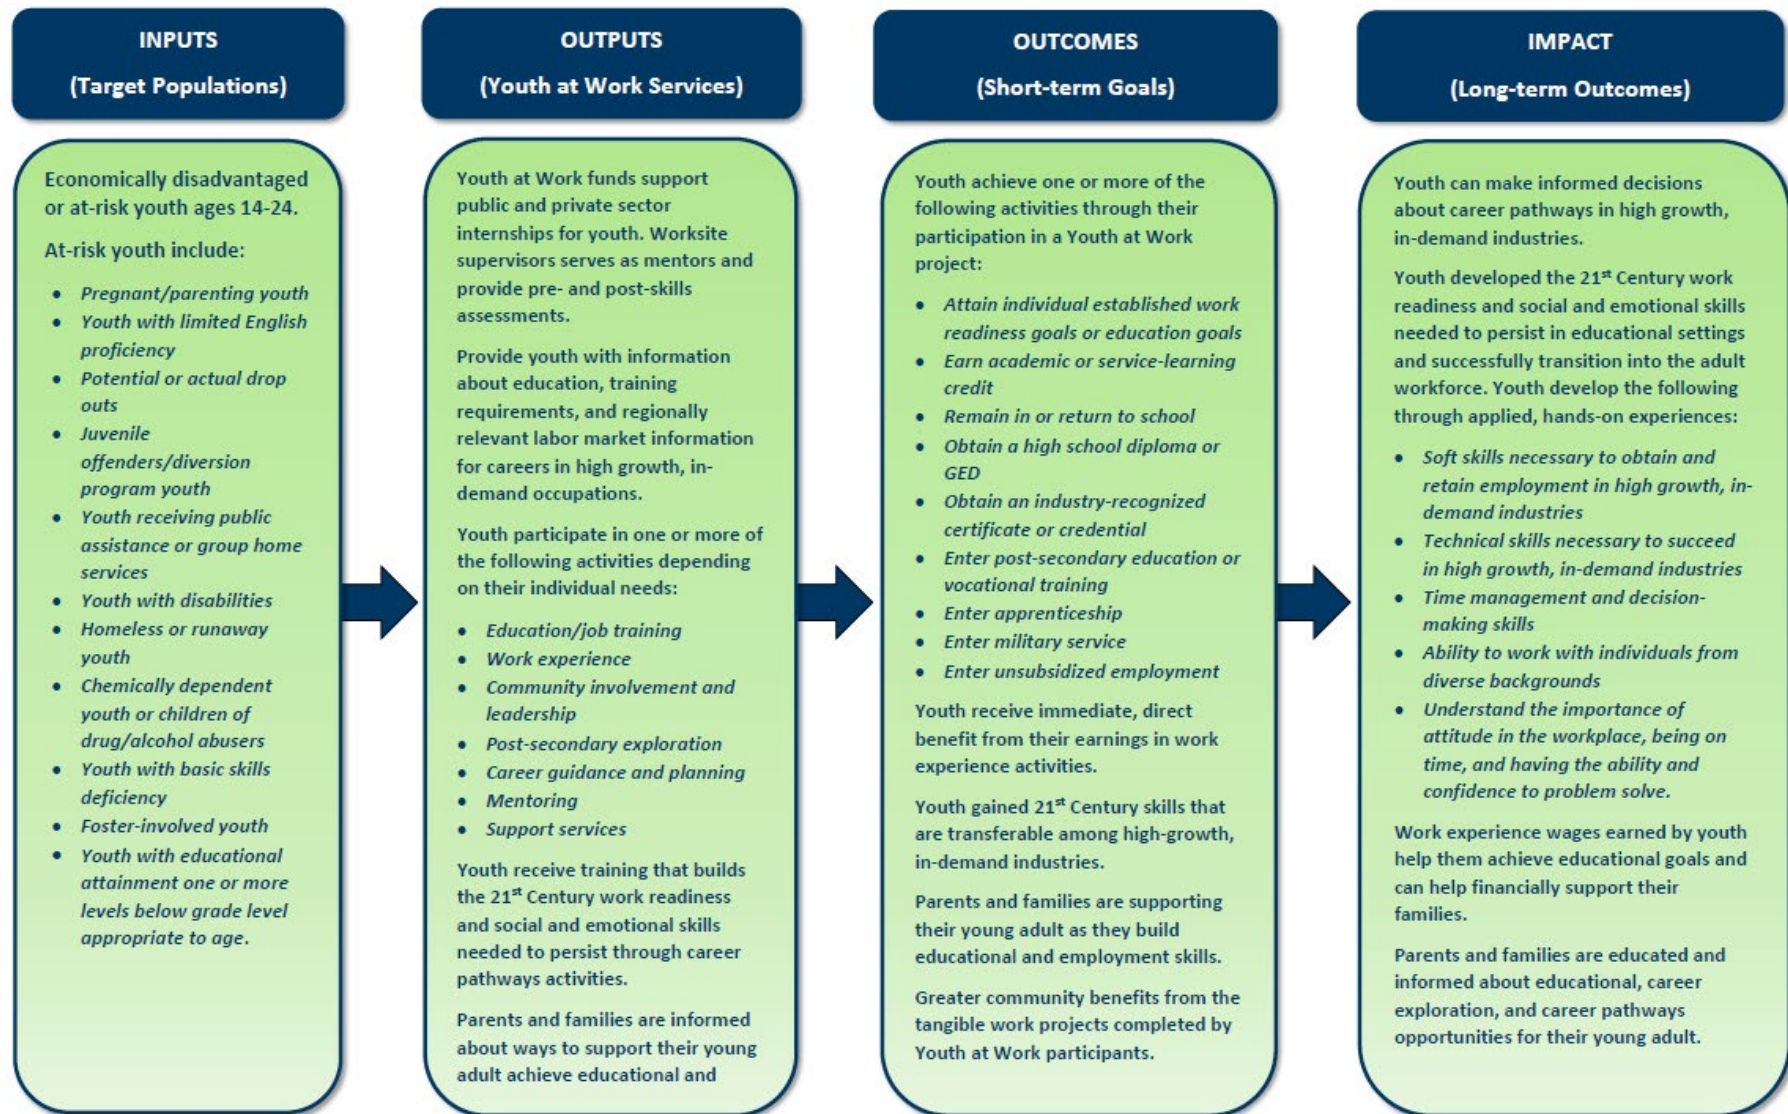 INPUTS
(Target Populations)
Economically disadvantaged
or at-risk youth ages 14-24.
At-risk youth include:
• Pregnant/parenting youth
• Youth with limited English
proficiency
• Potential or actual drop
outs
• Juvenile
offenders/diversion
program youth
• Youth receiving public
assistance or group home
services
• Youth with disabilities
• Homeless or runaway
youth
• Chemically dependent
youth or children of
drug/alcohol abusers
• Youth with basic skills
deficiency
• Foster-involved youth
• Youth with educational
attainment one or more
levels below grade level
appropriate to age.
OUTPUTS
(Youth at Work Services)
Youth at Work funds support
public and private sector
internships for youth. Worksite
supervisors serves as mentors and
provide pre- and post-skills
assessments.
Provide youth with information
about education, training
requirements, and regionally
relevant labor market information
for careers in high growth, in-
demand occupations.
Youth participate in one or more of
the following activities depending
on their individual needs:
• Education/job training
• Work experience
• Community involvement and
leadership
• Post-secondary exploration
• Career guidance and planning
• Mentoring
• Support services
Youth receive training that builds
the 21st Century work readiness
and social and emotional skills
needed to persist through career
pathways activities.
Parents and families are informed
about ways to support their young
adult achieve educational and
OUTCOMES
(Short-term Goals)
Youth achieve one or more of the
following activities through their
participation in a Youth at Work
project:
• Attain individual established work
readiness goals or education goals
• Earn academic or service-learning
credit
• Remain in or return to school
• Obtain a high school diploma or
GED
• Obtain an industry-recognized
certificate or credential
• Enter post-secondary education or
vocational training
• Enter apprenticeship
• Enter military service
• Enter unsubsidized employment
Youth receive immediate, direct
benefit from their earnings in work
experience activities.
Youth gained 21st Century skills that
are transferable among high-growth,
in-demand industries.
Parents and families are supporting
their young adult as they build
educational and employment skills.
Greater community benefits from the
tangible work projects completed by
Youth at Work participants.
IMPACT
(Long-term Outcomes)
Youth can make informed decisions
about career pathways in high growth,
in-demand industries.
Youth developed the 21st Century work
readiness and social and emotional skills
needed to persist in educational settings
and successfully transition into the adult
workforce. Youth develop the following
through applied, hands-on experiences:
• Soft skills necessary to obtain and
retain employment in high growth, in-
demand industries
• Technical skills necessary to succeed
in high growth, in-demand industries
• Time management and decision-
making skills
• Ability to work with individuals from
diverse backgrounds
• Understand the importance of
attitude in the workplace, being on
time, and having the ability and
confidence to problem solve.
Work experience wages earned by youth
help them achieve educational goals and
can help financially support their
families.
Parents and families are educated and
informed about educational, career
exploration, and career pathways
opportunities for their young adult.